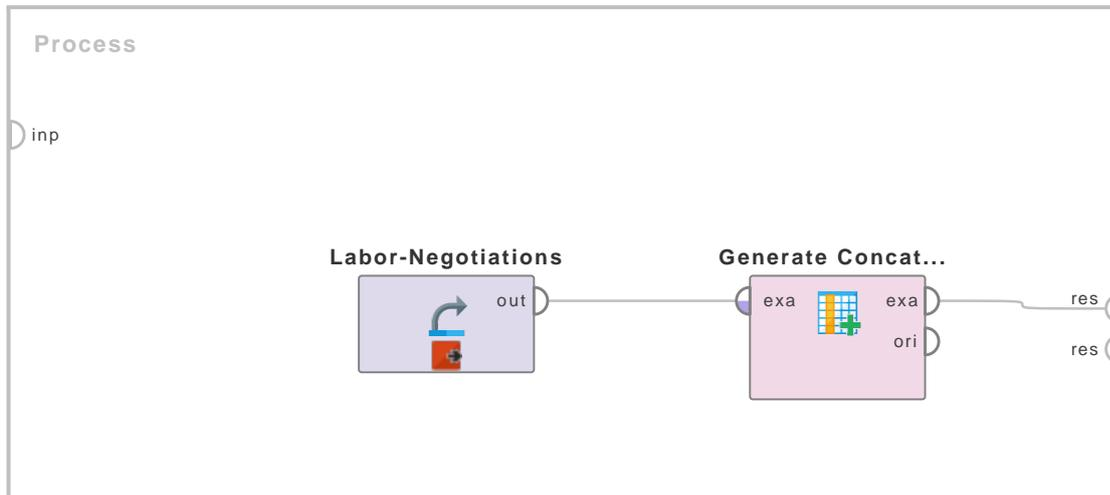 Process
inp
Labor-Negotiations
Generate Concat...
out
exa
exa
res
ori
res